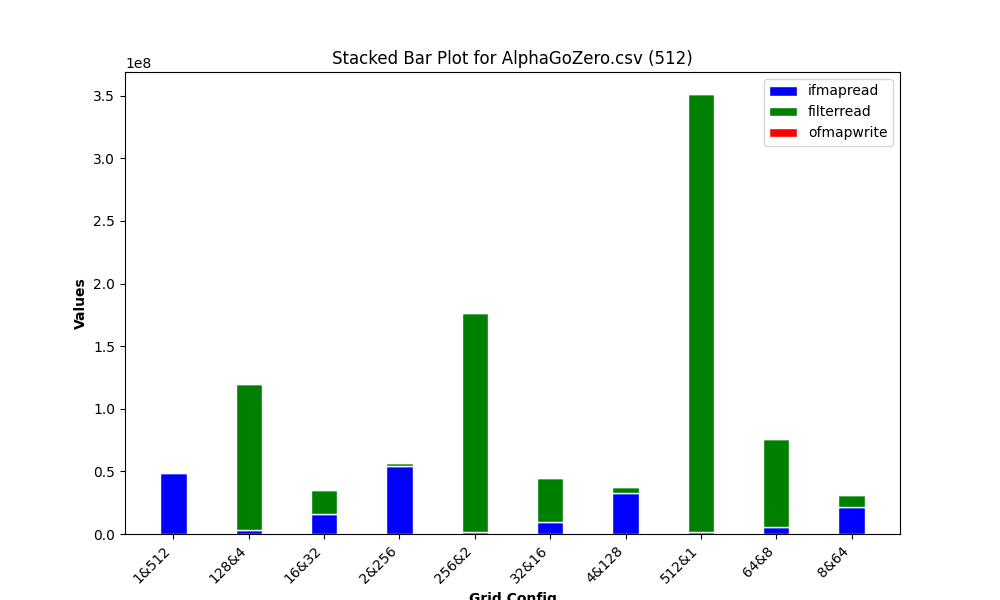 Stacked Bar Plot for AlphaGoZero.csv (512)
1e8
3.5
3.0
2.5
2.0
1.5
1.0
0.5
0.0
Values
ifmapread
filterread
ofmapwrite
1&512
128&4
16&32
2&256
256&2
32&16
4&128
512&1
64&8
8&64
Grid Config